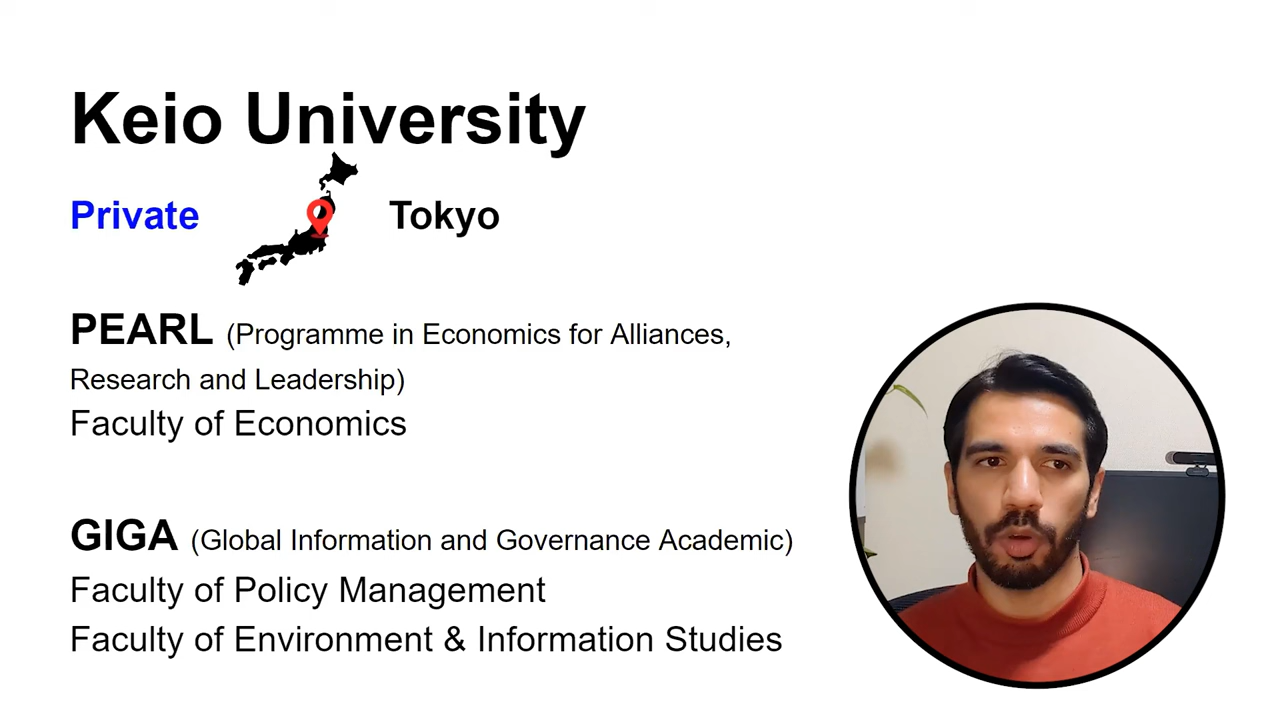 Keio University
Private
Tokyo
PEARL (Programme in Economics for Alliances,
Research and Leadership)
Faculty of Economics
GIGA (Global Information and Governance Academic)
Faculty of Policy Management
Faculty of Environment & Information Studies